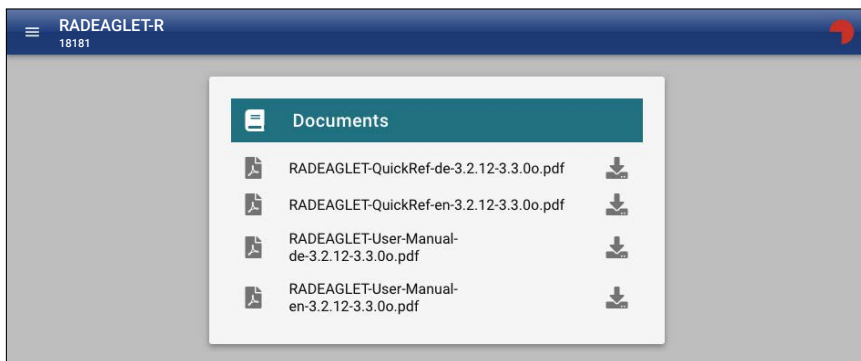 RADEAGLET-R
18181
Documents
RADEAGLET-QuickRef-de-3.2.12-3.3.0o.pdf
RADEAGLET-QuickRef-en-3.2.12-3.3.0o.pdf
RADEAGLET-User-Manual-
de-3.2.12-3.3.0o.pdf
RADEAGLET-User-Manual-
en-3.2.12-3.3.0o.pdf